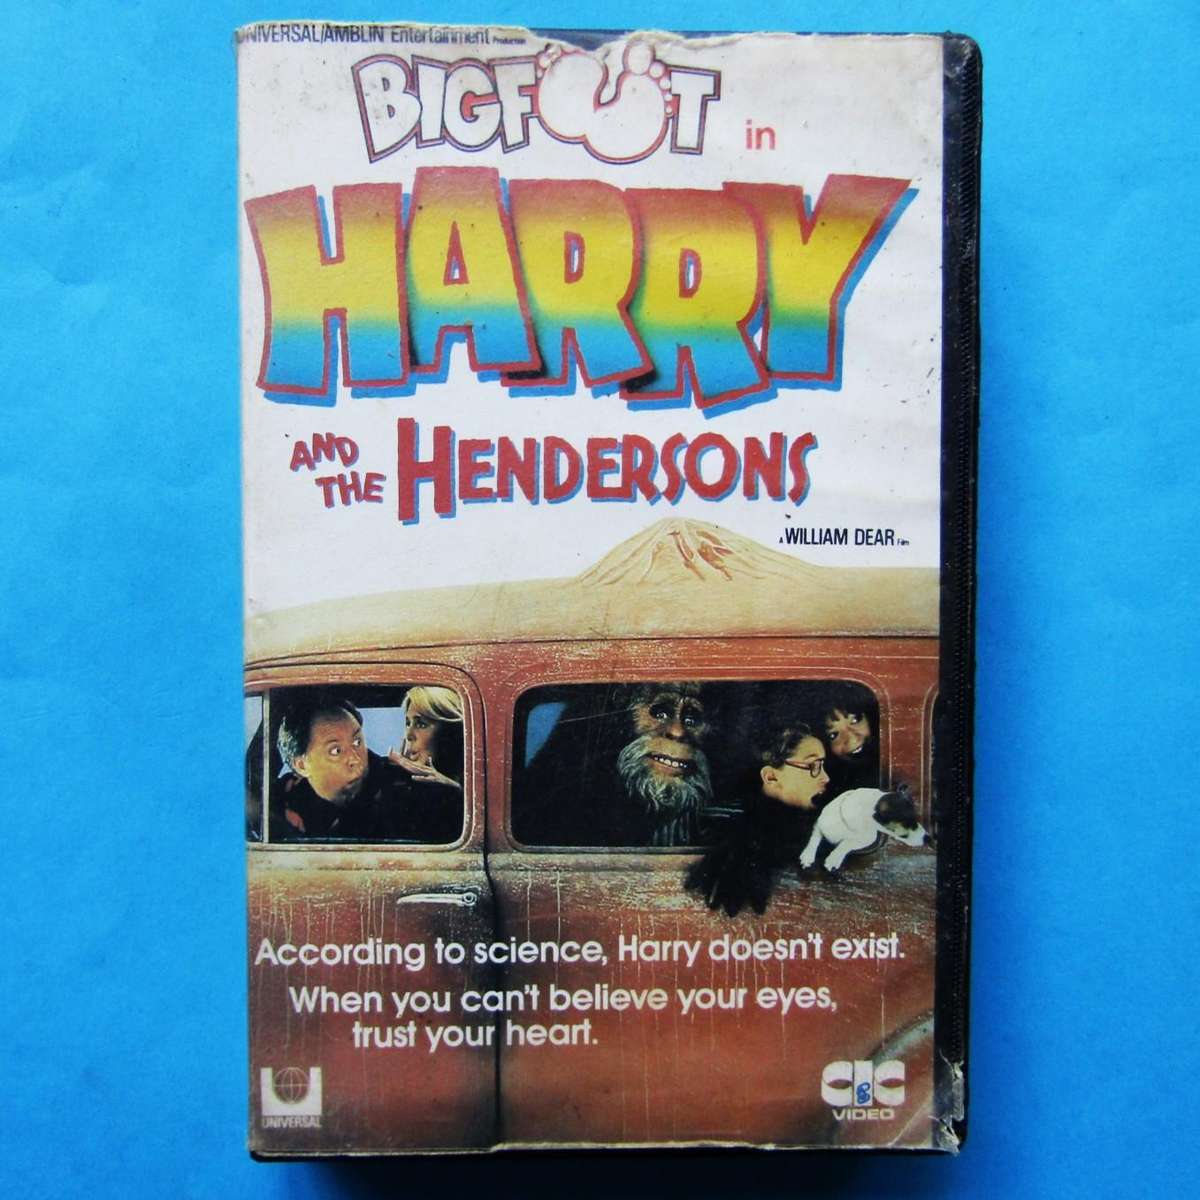 UNIVERSAL/AMBLIN Entertainment Production
BIGFOOT in
HARRY
AND THE HENDERSONS
A WILLIAM DEAR Film
According to science, Harry doesn't exist.
When you can't believe your eyes,
trust your heart.
UNIVERSAL
CIC
VIDEO